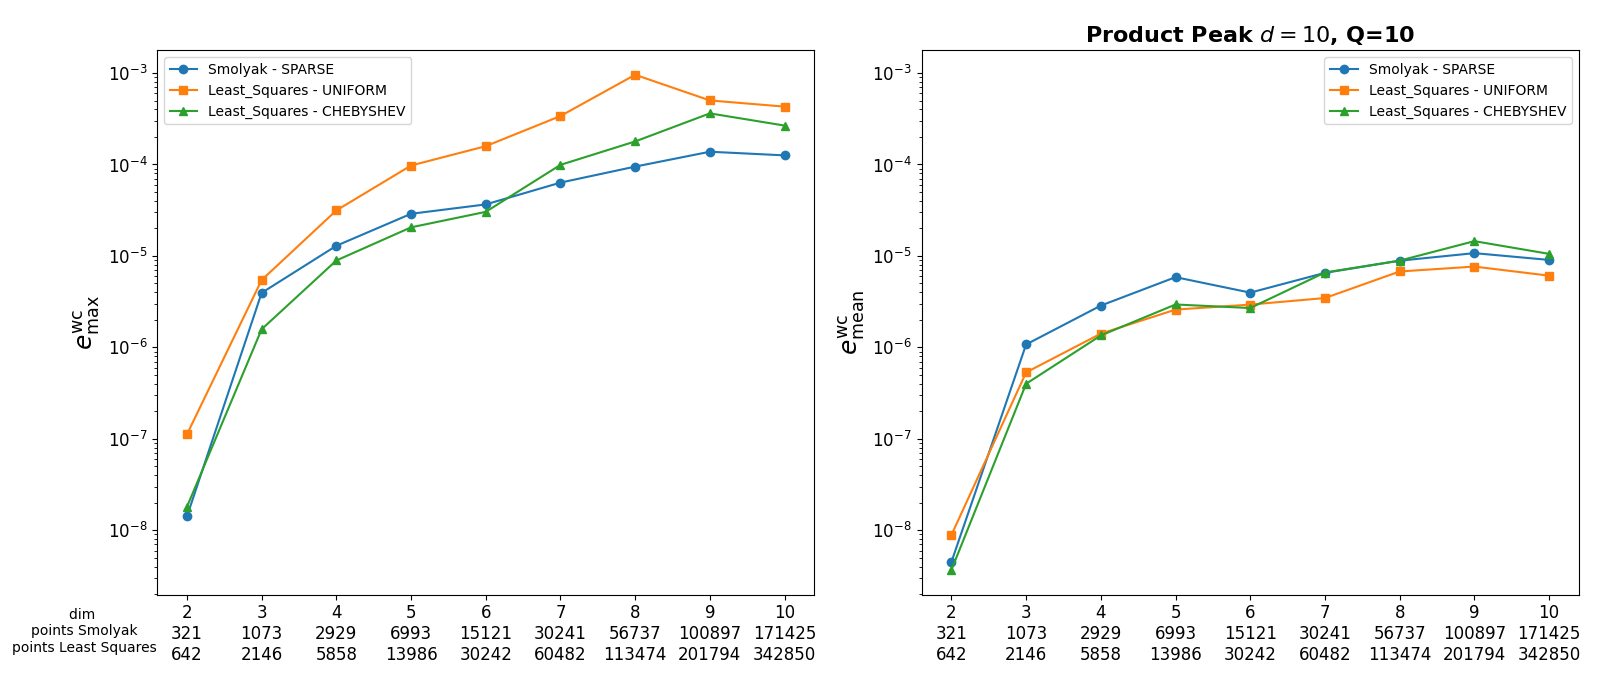 Product Peak d = 10, Q=10
Smolyak - SPARSE
Least_Squares - UNIFORM
Least_Squares - CHEBYSHEV
10⁻³
10⁻⁴
10⁻⁵
10⁻⁶
10⁻⁷
10⁻⁸
e^wc_max
dim 2 3 4 5 6 7 8 9 10
points Smolyak 321 1073 2929 6993 15121 30241 56737 100897 171425
points Least Squares 642 2146 5858 13986 30242 60482 113474 201794 342850
Smolyak - SPARSE
Least_Squares - UNIFORM
Least_Squares - CHEBYSHEV
10⁻³
10⁻⁴
10⁻⁵
10⁻⁶
10⁻⁷
10⁻⁸
e^wc_mean
2 3 4 5 6 7 8 9 10
321 1073 2929 6993 15121 30241 56737 100897 171425
642 2146 5858 13986 30242 60482 113474 201794 342850